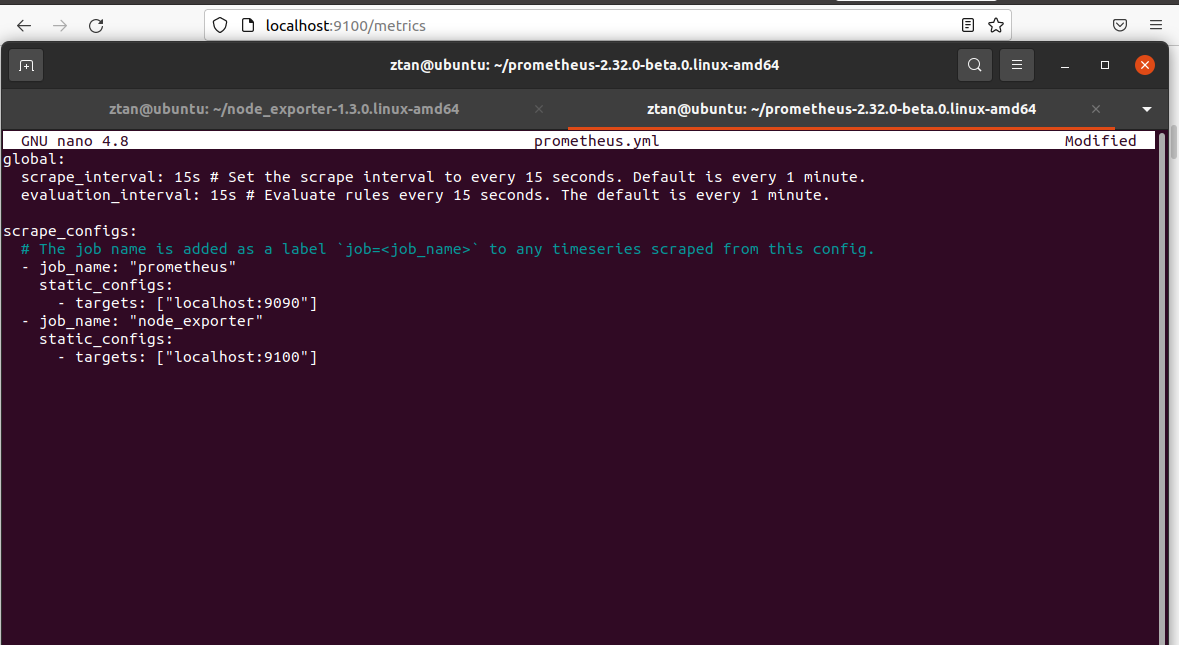 localhost:9100/metrics
ztan@ubuntu: ~/prometheus-2.32.0-beta.0.linux-amd64
ztan@ubuntu: ~/node_exporter-1.3.0.linux-amd64
ztan@ubuntu: ~/prometheus-2.32.0-beta.0.linux-amd64
GNU nano 4.8 prometheus.yml Modified
global:
  scrape_interval: 15s # Set the scrape interval to every 15 seconds. Default is every 1 minute.
  evaluation_interval: 15s # Evaluate rules every 15 seconds. The default is every 1 minute.
scrape_configs:
  # The job name is added as a label `job=<job_name>` to any timeseries scraped from this config.
  - job_name: "prometheus"
    static_configs:
      - targets: ["localhost:9090"]
  - job_name: "node_exporter"
    static_configs:
      - targets: ["localhost:9100"]